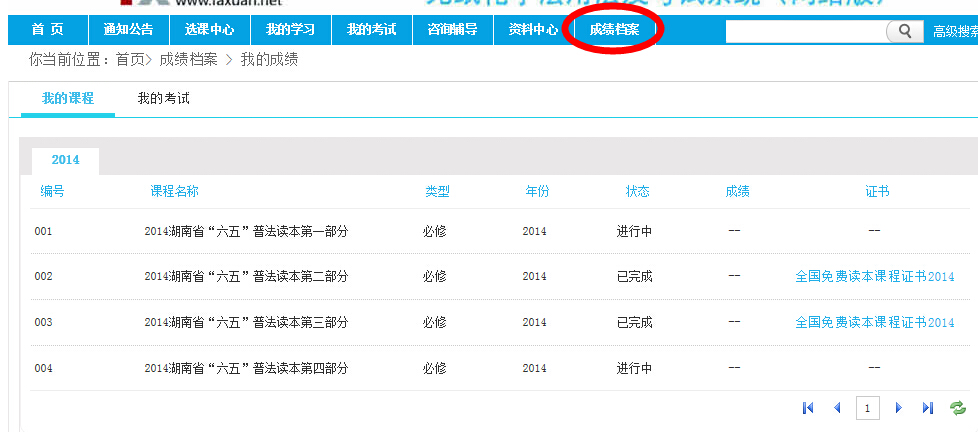 www.faxuan.net
首 页 通知公告 选课中心 我的学习 我的考试 咨询辅导 资料中心 成绩档案 高级搜索
你当前位置：首页> 成绩档案 > 我的成绩
我的课程 我的考试
2014
编号 课程名称 类型 年份 状态 成绩 证书
001 2014湖南省“六五”普法读本第一部分 必修 2014 进行中 -- --
002 2014湖南省“六五”普法读本第二部分 必修 2014 已完成 -- 全国免费读本课程证书2014
003 2014湖南省“六五”普法读本第三部分 必修 2014 已完成 -- 全国免费读本课程证书2014
004 2014湖南省“六五”普法读本第四部分 必修 2014 进行中 -- --
1